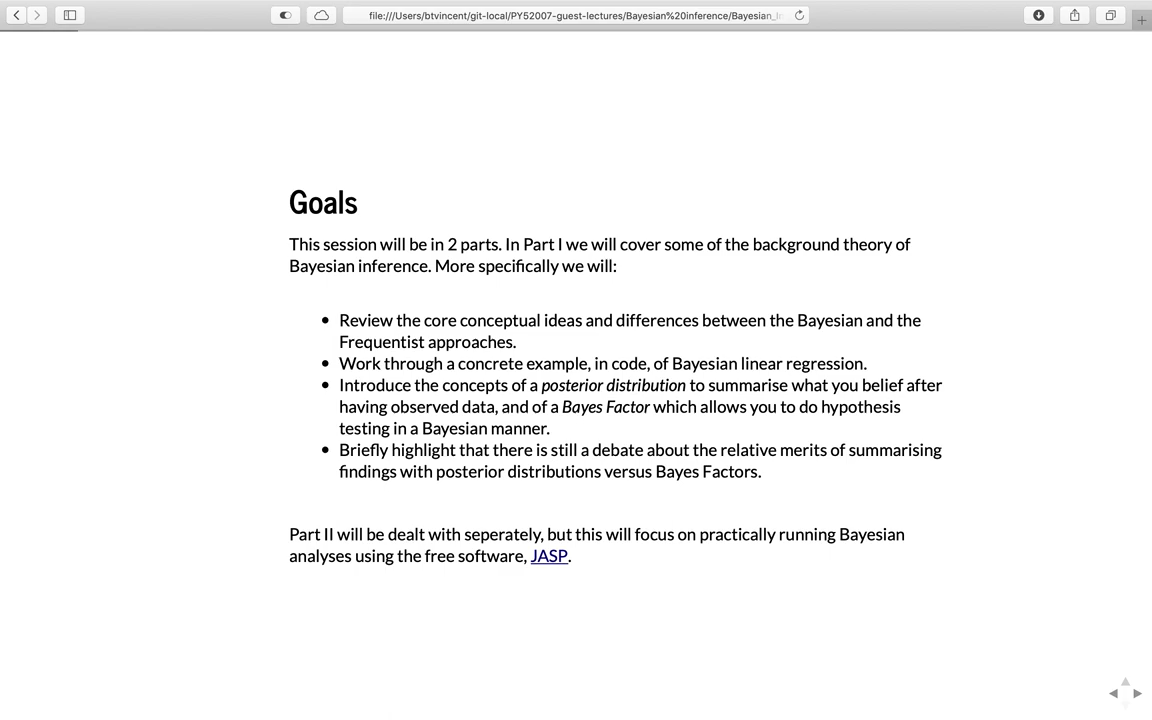 file:///Users/btvincent/git-local/PY52007-guest-lectures/Bayesian%20inference/Bayesian_
Goals
This session will be in 2 parts. In Part I we will cover some of the background theory of
Bayesian inference. More specifically we will:
• Review the core conceptual ideas and differences between the Bayesian and the
Frequentist approaches.
• Work through a concrete example, in code, of Bayesian linear regression.
• Introduce the concepts of a posterior distribution to summarise what you belief after
having observed data, and of a Bayes Factor which allows you to do hypothesis
testing in a Bayesian manner.
• Briefly highlight that there is still a debate about the relative merits of summarising
findings with posterior distributions versus Bayes Factors.
Part II will be dealt with seperately, but this will focus on practically running Bayesian
analyses using the free software, JASP.